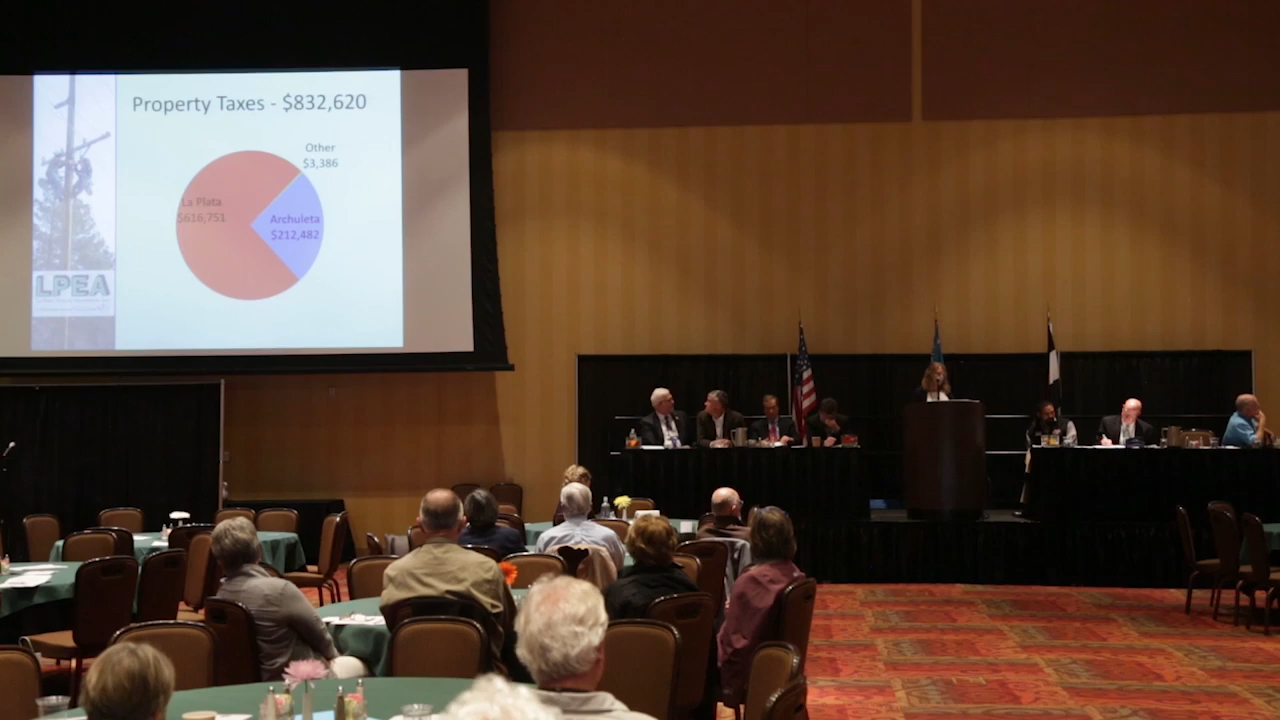 Property Taxes - $832,620
Other
$3,386
La Plata
$616,751
Archuleta
$212,482
LPEA